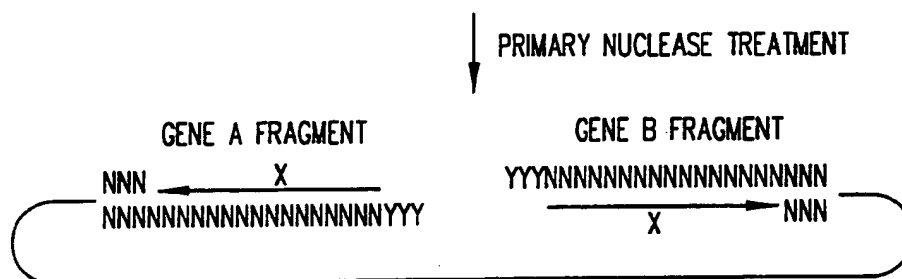 PRIMARY NUCLEASE TREATMENT
GENE A FRAGMENT
GENE B FRAGMENT
NNN
X
NNNNNNNNNNNNNNNNNNNYYY
YYYNNNNNNNNNNNNNNNNNNN
X
NNN